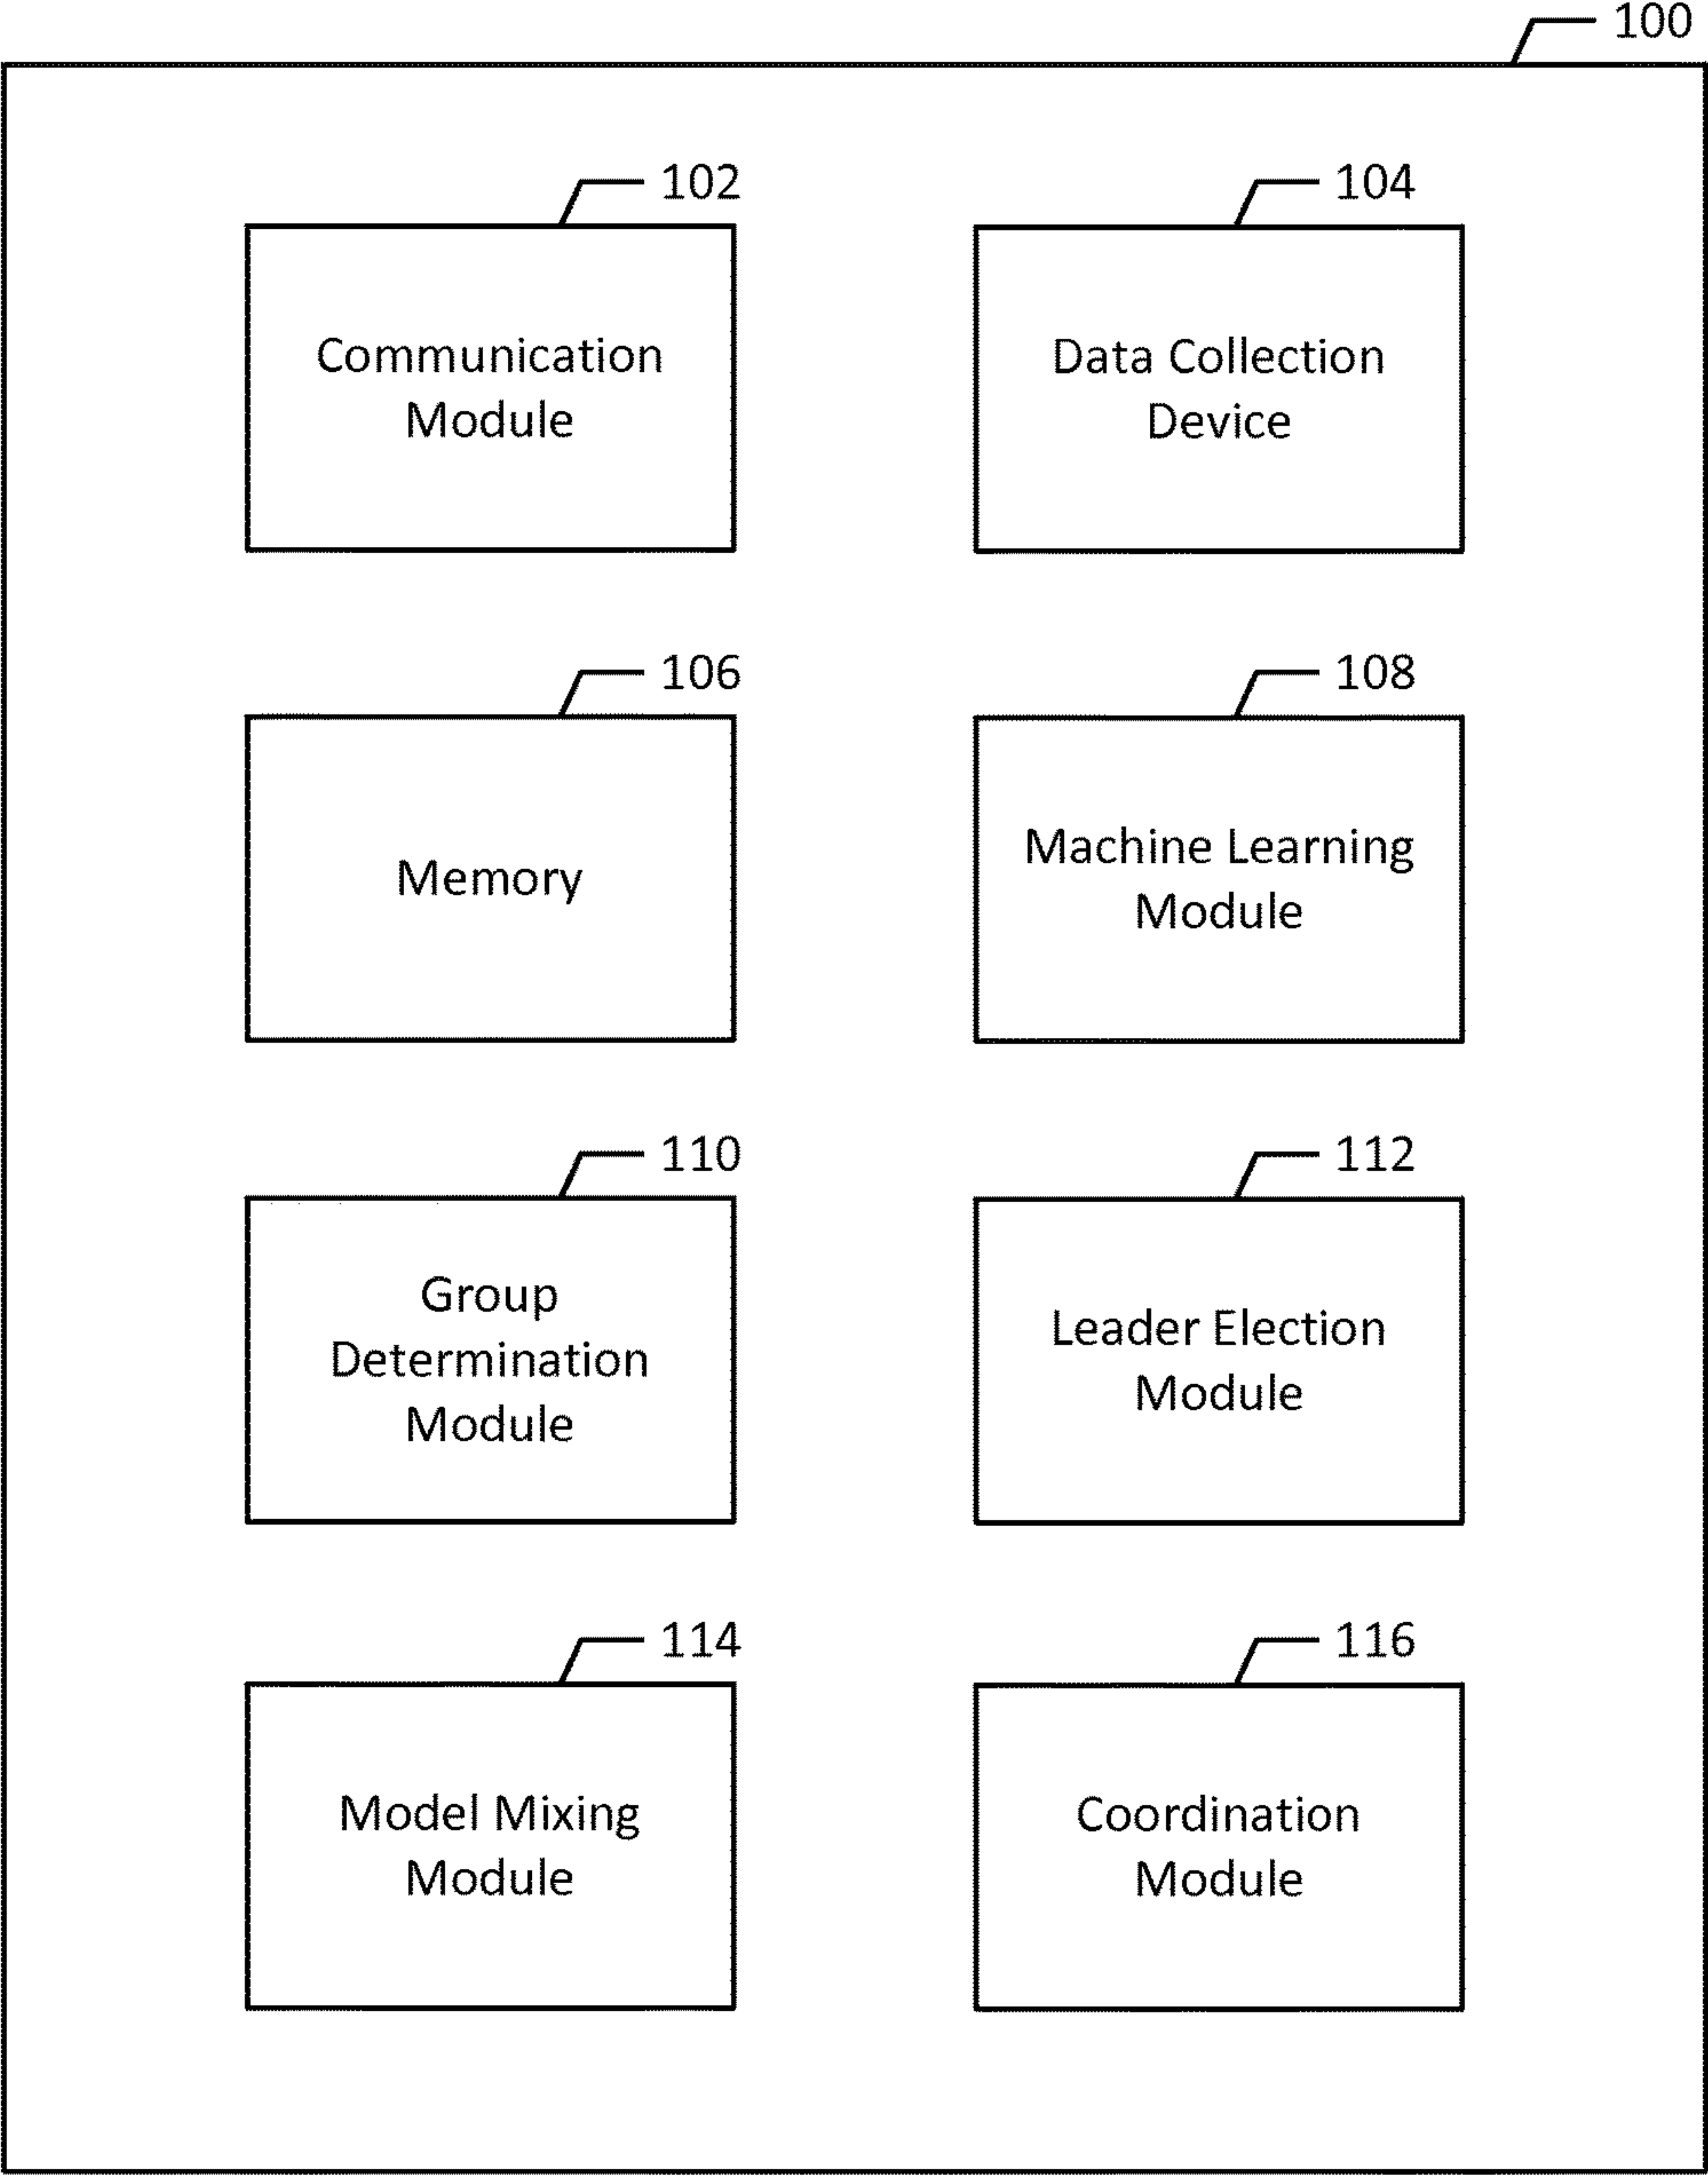 100
102
104
Communication
Module
Data Collection
Device
106
108
Memory
Machine Learning
Module
110
112
Group
Determination
Module
Leader Election
Module
114
116
Model Mixing
Module
Coordination
Module